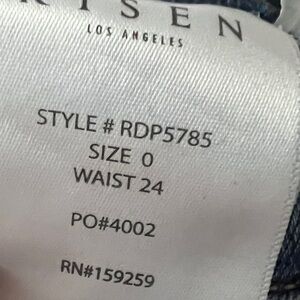 RISEN
LOS ANGELES
STYLE # RDP5785
SIZE 0
WAIST 24
PO#4002
RN#159259